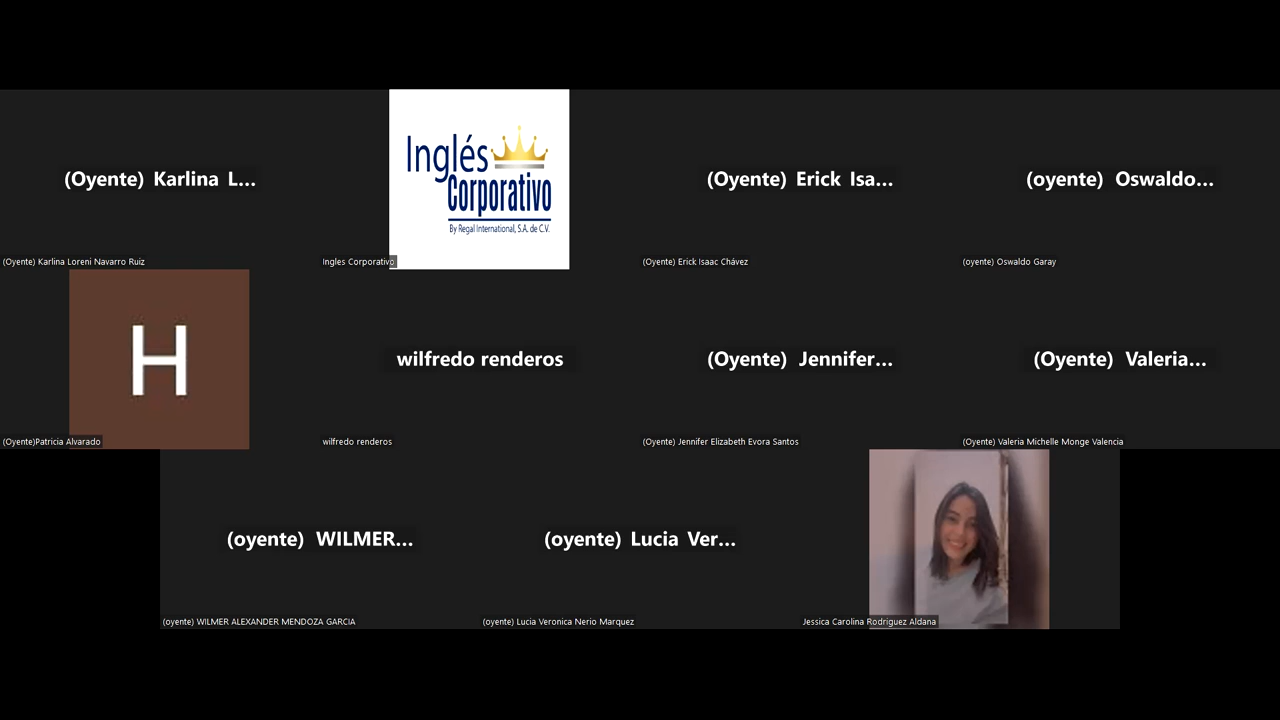 (Oyente) Karlina L...
(Oyente) Karlina Loreni Navarro Ruiz
Inglés
Corporativo
By Regal International, S.A. de C.V.
Ingles Corporativo
(Oyente) Erick Isa...
(Oyente) Erick Isaac Chávez
(oyente) Oswaldo...
(oyente) Oswaldo Garay
H
(Oyente)Patricia Alvarado
wilfredo renderos
wilfredo renderos
(Oyente) Jennifer...
(Oyente) Jennifer Elizabeth Evora Santos
(Oyente) Valeria...
(Oyente) Valeria Michelle Monge Valencia
(oyente) WILMER...
(oyente) WILMER ALEXANDER MENDOZA GARCIA
(oyente) Lucia Ver...
(oyente) Lucia Veronica Nerio Marquez
Jessica Carolina Rodriguez Aldana